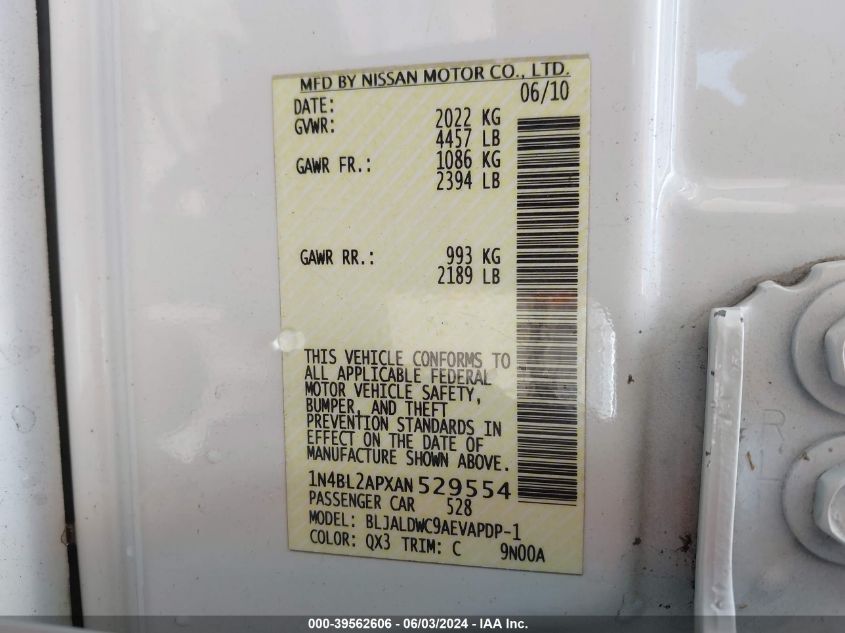 MFD BY NISSAN MOTOR CO., LTD.
DATE: 06/10
GVWR: 2022 KG
4457 LB
GAWR FR.: 1086 KG
2394 LB
GAWR RR.: 993 KG
2189 LB
THIS VEHICLE CONFORMS TO
ALL APPLICABLE FEDERAL
MOTOR VEHICLE SAFETY,
BUMPER, AND THEFT
PREVENTION STANDARDS IN
EFFECT ON THE DATE OF
MANUFACTURE SHOWN ABOVE.
1N4BL2APXAN529554
PASSENGER CAR 528
MODEL: BLJALDWC9AEVAPDP-1
COLOR: QX3 TRIM: C 9N00A
R
L
000-39562606 - 06/03/2024 - IAA Inc.